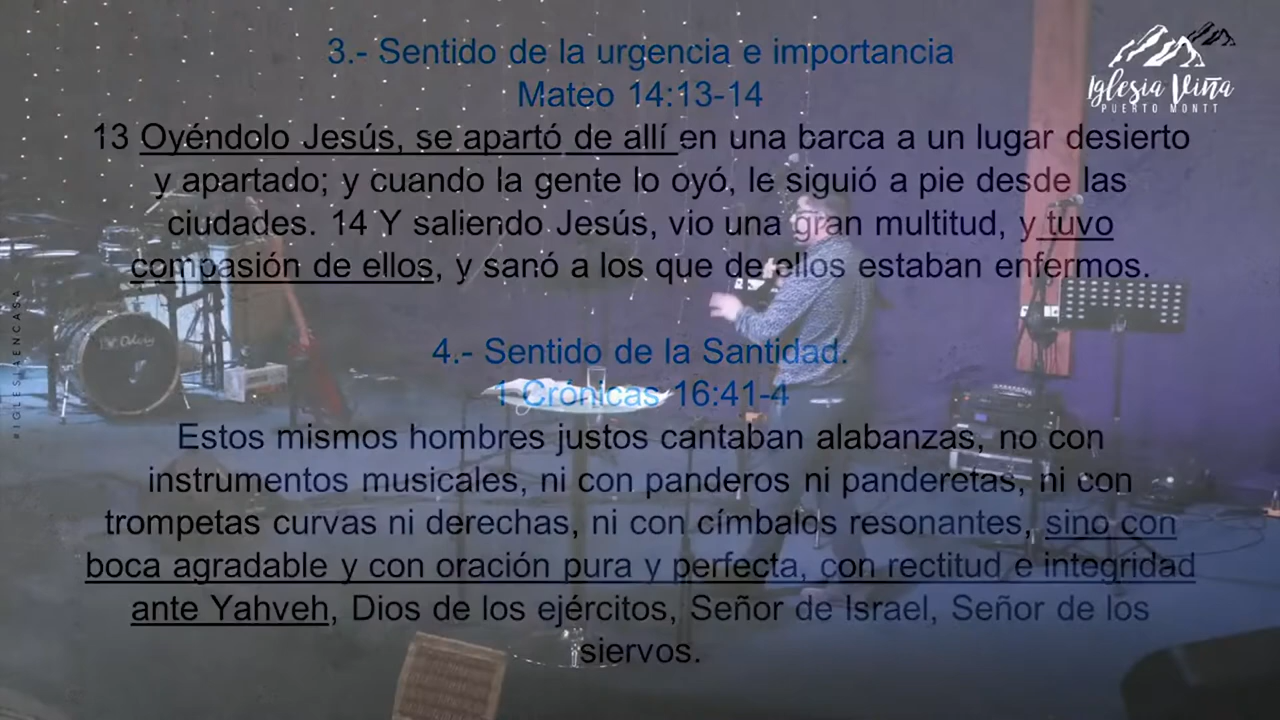 3.- Sentido de la urgencia e importancia
Mateo 14:13-14
13 Oyéndolo Jesús, se apartó de allí en una barca a un lugar desierto
y apartado; y cuando la gente lo oyó, le siguió a pie desde las
ciudades. 14 Y saliendo Jesús, vio una gran multitud, y tuvo
compasión de ellos, y sanó a los que de ellos estaban enfermos.
4.- Sentido de la Santidad.
1 Crónicas 16:41-4
Estos mismos hombres justos cantaban alabanzas, no con
instrumentos musicales, ni con panderos ni panderetas, ni con
trompetas curvas ni derechas, ni con címbalos resonantes, sino con
boca agradable y con oración pura y perfecta, con rectitud e integridad
ante Yahveh, Dios de los ejércitos, Señor de Israel, Señor de los
siervos.
Iglesia Viña
PUERTO MONTT
#IGLESIAENCASA